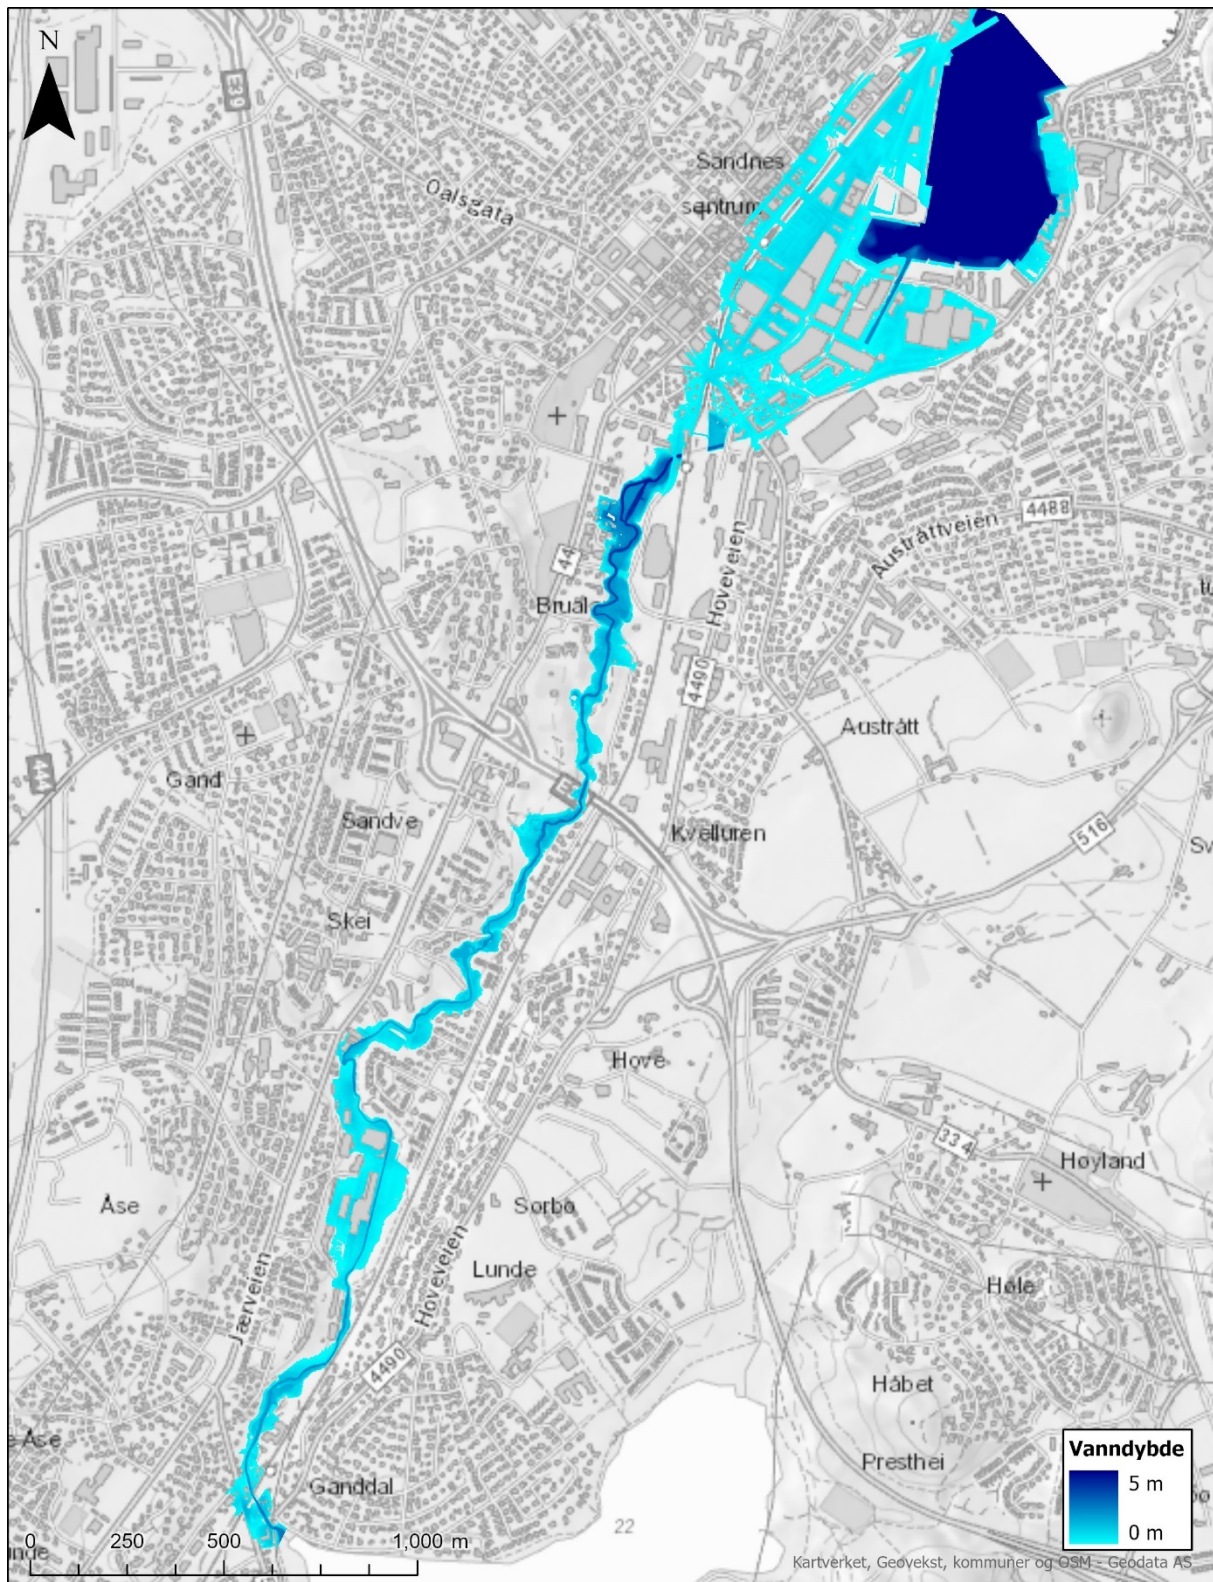 N
E39
Sandnes
sentrum
Oalsgata
4488
Austråttveien
44
Hoveveien
Brual
4490
Austrått
Gand
Sandve
Kvelluren
516
Sv
Skei
Hove
334
Høyland
Åse
Sørbø
Jærveien
Hoveveien
Lunde
Høle
4490
Håbet
e Åse
Presthei
Ganddal
22
Vanndybde
5 m
0 m
0 250 500 1,000 m
Kartverket, Geovekst, kommuner og OSM - Geodata AS